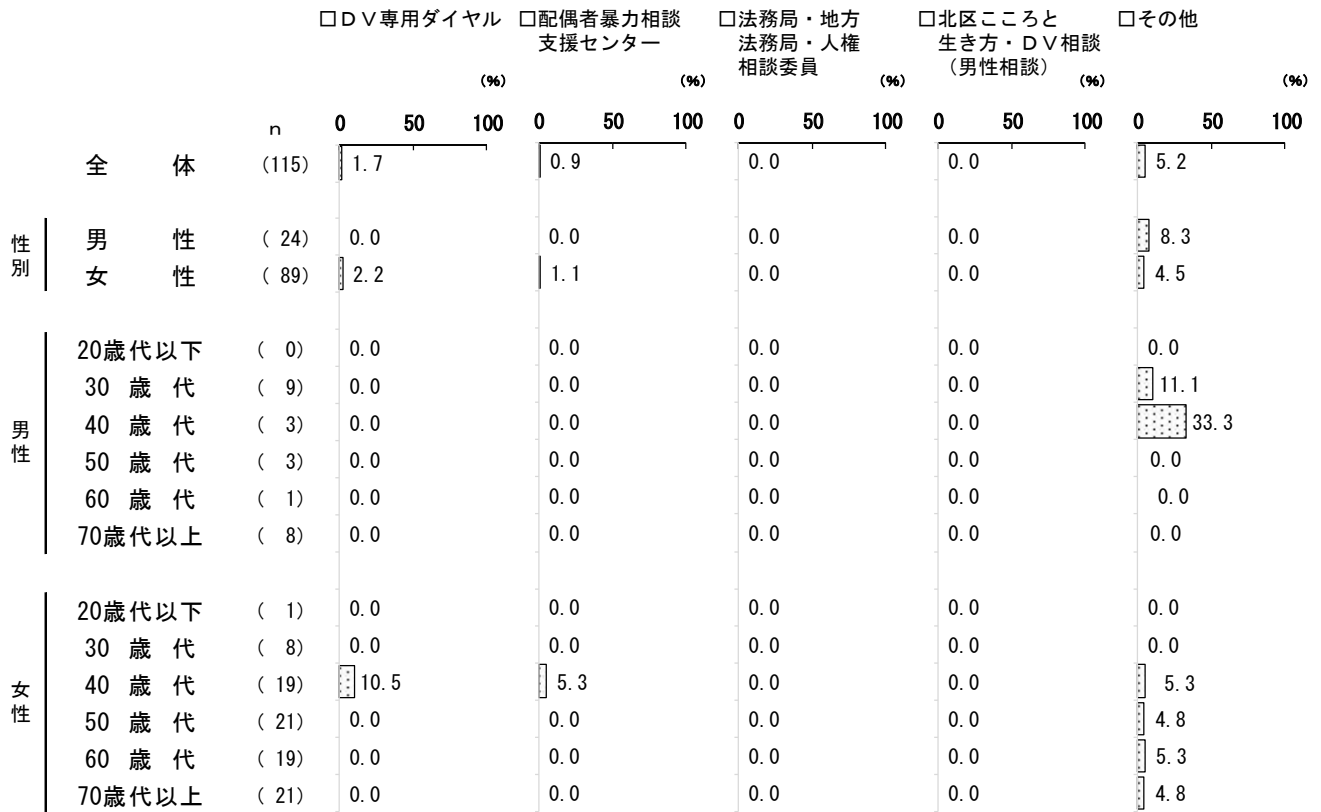 □ＤＶ専用ダイヤル □配偶者暴力相談 □法務局・地方 □北区こころと □その他
支援センター 法務局・人権 生き方・ＤＶ相談
相談委員 （男性相談）
(%) (%) (%) (%) (%)
n 0 50 100 0 50 100 0 50 100 0 50 100 0 50 100
全 体 (115) 1.7 0.9 0.0 0.0 5.2
性別
男 性 ( 24) 0.0 0.0 0.0 0.0 8.3
女 性 ( 89) 2.2 1.1 0.0 0.0 4.5
男性
20歳代以下 ( 0) 0.0 0.0 0.0 0.0 0.0
30 歳 代 ( 9) 0.0 0.0 0.0 0.0 11.1
40 歳 代 ( 3) 0.0 0.0 0.0 0.0 33.3
50 歳 代 ( 3) 0.0 0.0 0.0 0.0 0.0
60 歳 代 ( 1) 0.0 0.0 0.0 0.0 0.0
70歳代以上 ( 8) 0.0 0.0 0.0 0.0 0.0
女性
20歳代以下 ( 1) 0.0 0.0 0.0 0.0 0.0
30 歳 代 ( 8) 0.0 0.0 0.0 0.0 0.0
40 歳 代 ( 19) 10.5 5.3 0.0 0.0 5.3
50 歳 代 ( 21) 0.0 0.0 0.0 0.0 4.8
60 歳 代 ( 19) 0.0 0.0 0.0 0.0 5.3
70歳代以上 ( 21) 0.0 0.0 0.0 0.0 4.8